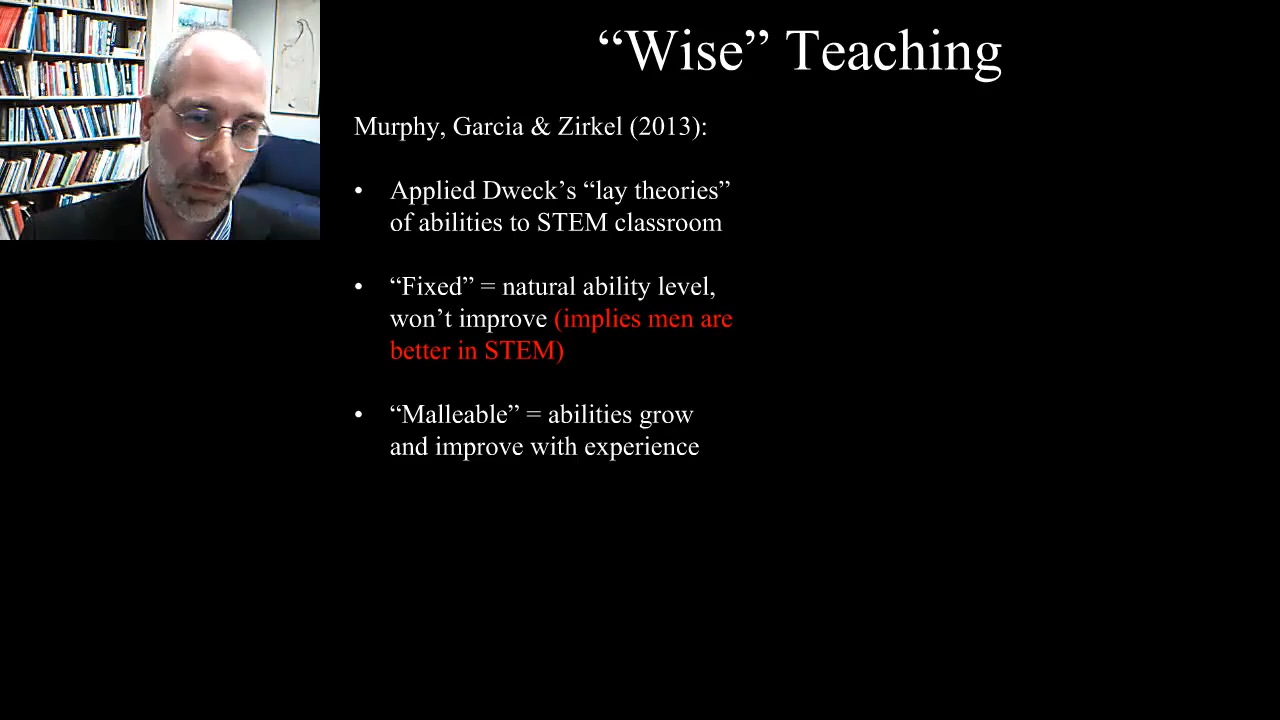 “Wise” Teaching
Murphy, Garcia & Zirkel (2013):
• Applied Dweck’s “lay theories”
of abilities to STEM classroom
• “Fixed” = natural ability level,
won’t improve (implies men are
better in STEM)
• “Malleable” = abilities grow
and improve with experience